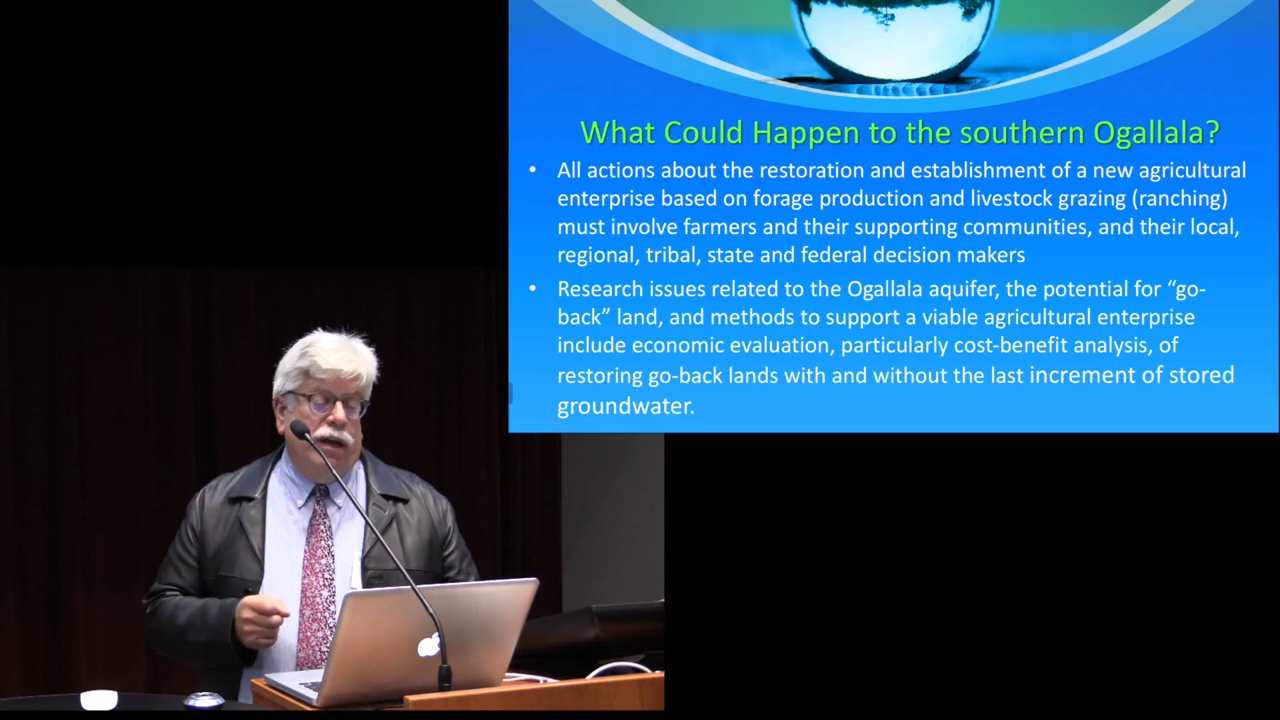 What Could Happen to the southern Ogallala?
• All actions about the restoration and establishment of a new agricultural
enterprise based on forage production and livestock grazing (ranching)
must involve farmers and their supporting communities, and their local,
regional, tribal, state and federal decision makers
• Research issues related to the Ogallala aquifer, the potential for “go-
back” land, and methods to support a viable agricultural enterprise
include economic evaluation, particularly cost-benefit analysis, of
restoring go-back lands with and without the last increment of stored
groundwater.